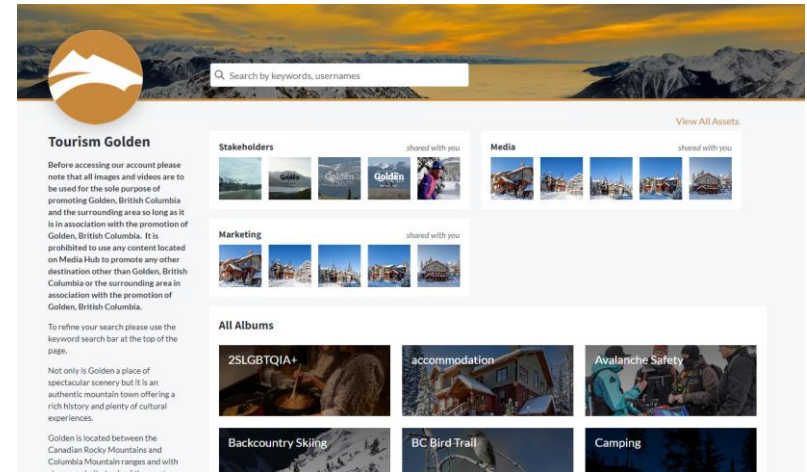 Search by keywords, usernames
View All Assets
Tourism Golden
Before accessing our account please
note that all images and videos are to
be used for the sole purpose of
promoting Golden, British Columbia
and the surrounding area so long as it
is in association with the promotion of
Golden, British Columbia. It is
prohibited to use any content located
on Media Hub to promote any other
destination other than Golden, British
Columbia or the surrounding area in
association with the promotion of
Golden, British Columbia.
To refine your search please use the
keyword search bar at the top of the
page.
Not only is Golden a place of
spectacular scenery but it is an
authentic mountain town offering a
rich history and plenty of cultural
experiences.
Golden is located between the
Canadian Rocky Mountains and
Columbia Mountain ranges and with
Stakeholders
shared with you
Golden
Golden
Golden
Media
shared with you
Marketing
shared with you
All Albums
2SLGBTQIA+
accommodation
Avalanche Safety
Backcountry Skiing
BC Bird Trail
Camping